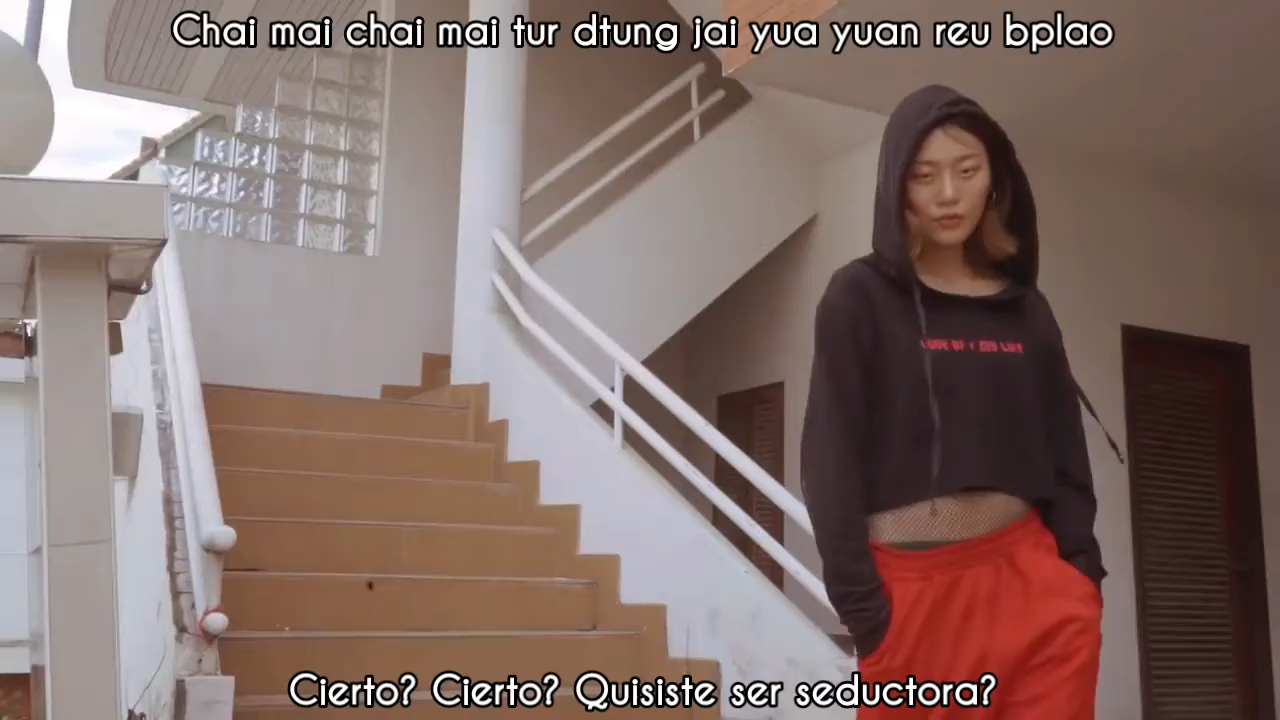 Chai mai chai mai tur dtung jai yua yuan reu bplao
Cierto? Cierto? Quisiste ser seductora?